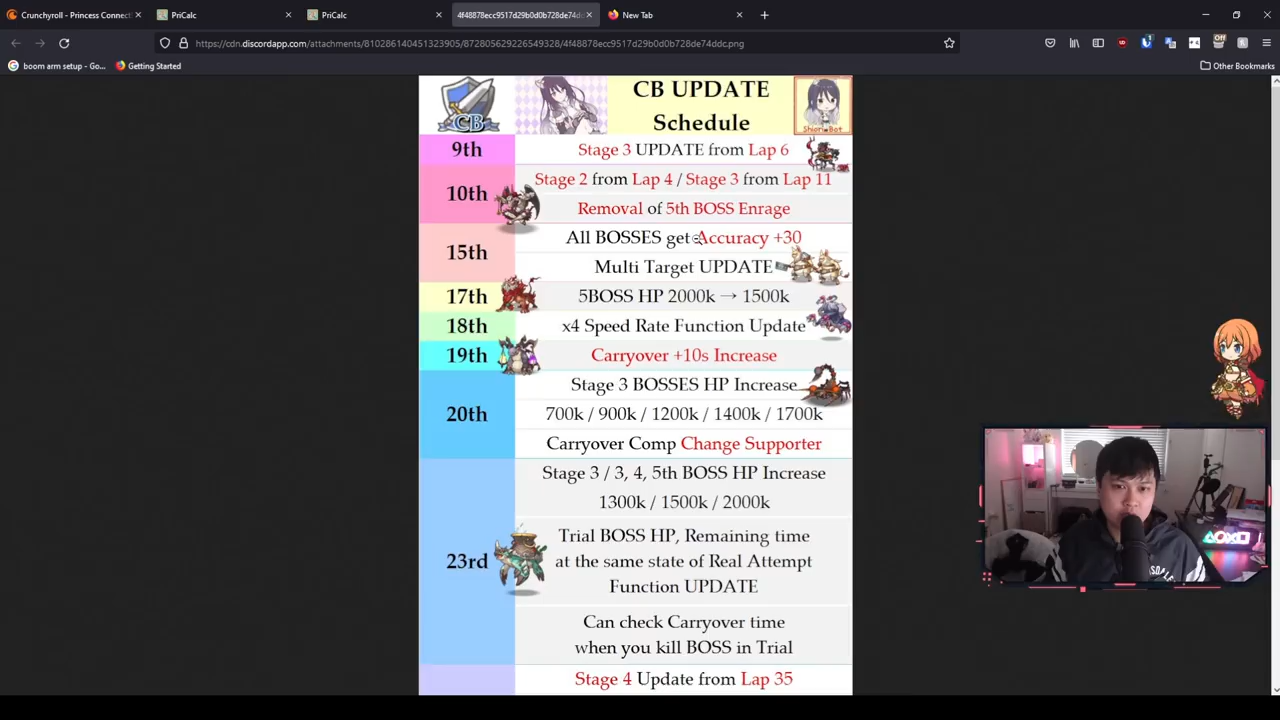 Crunchyroll - Princess Connect!
PriCalc
PriCalc
4f48878ecc9517d29b0d0b728de74dd
New Tab
https://cdn.discordapp.com/attachments/810286140451323905/872805629226549328/4f48878ecc9517d29b0d0b728de74ddc.png
boom arm setup - Go...
Getting Started
Other Bookmarks
CB
CB UPDATE
Schedule
Shiori Bot
9th
Stage 3 UPDATE from Lap 6
10th
Stage 2 from Lap 4 / Stage 3 from Lap 11
Removal of 5th BOSS Enrage
15th
All BOSSES get Accuracy +30
Multi Target UPDATE
17th
5BOSS HP 2000k → 1500k
18th
x4 Speed Rate Function Update
19th
Carryover +10s Increase
20th
Stage 3 BOSSES HP Increase
700k / 900k / 1200k / 1400k / 1700k
Carryover Comp Change Supporter
23rd
Stage 3 / 3, 4, 5th BOSS HP Increase
1300k / 1500k / 2000k
Trial BOSS HP, Remaining time
at the same state of Real Attempt
Function UPDATE
Can check Carryover time
when you kill BOSS in Trial
Stage 4 Update from Lap 35